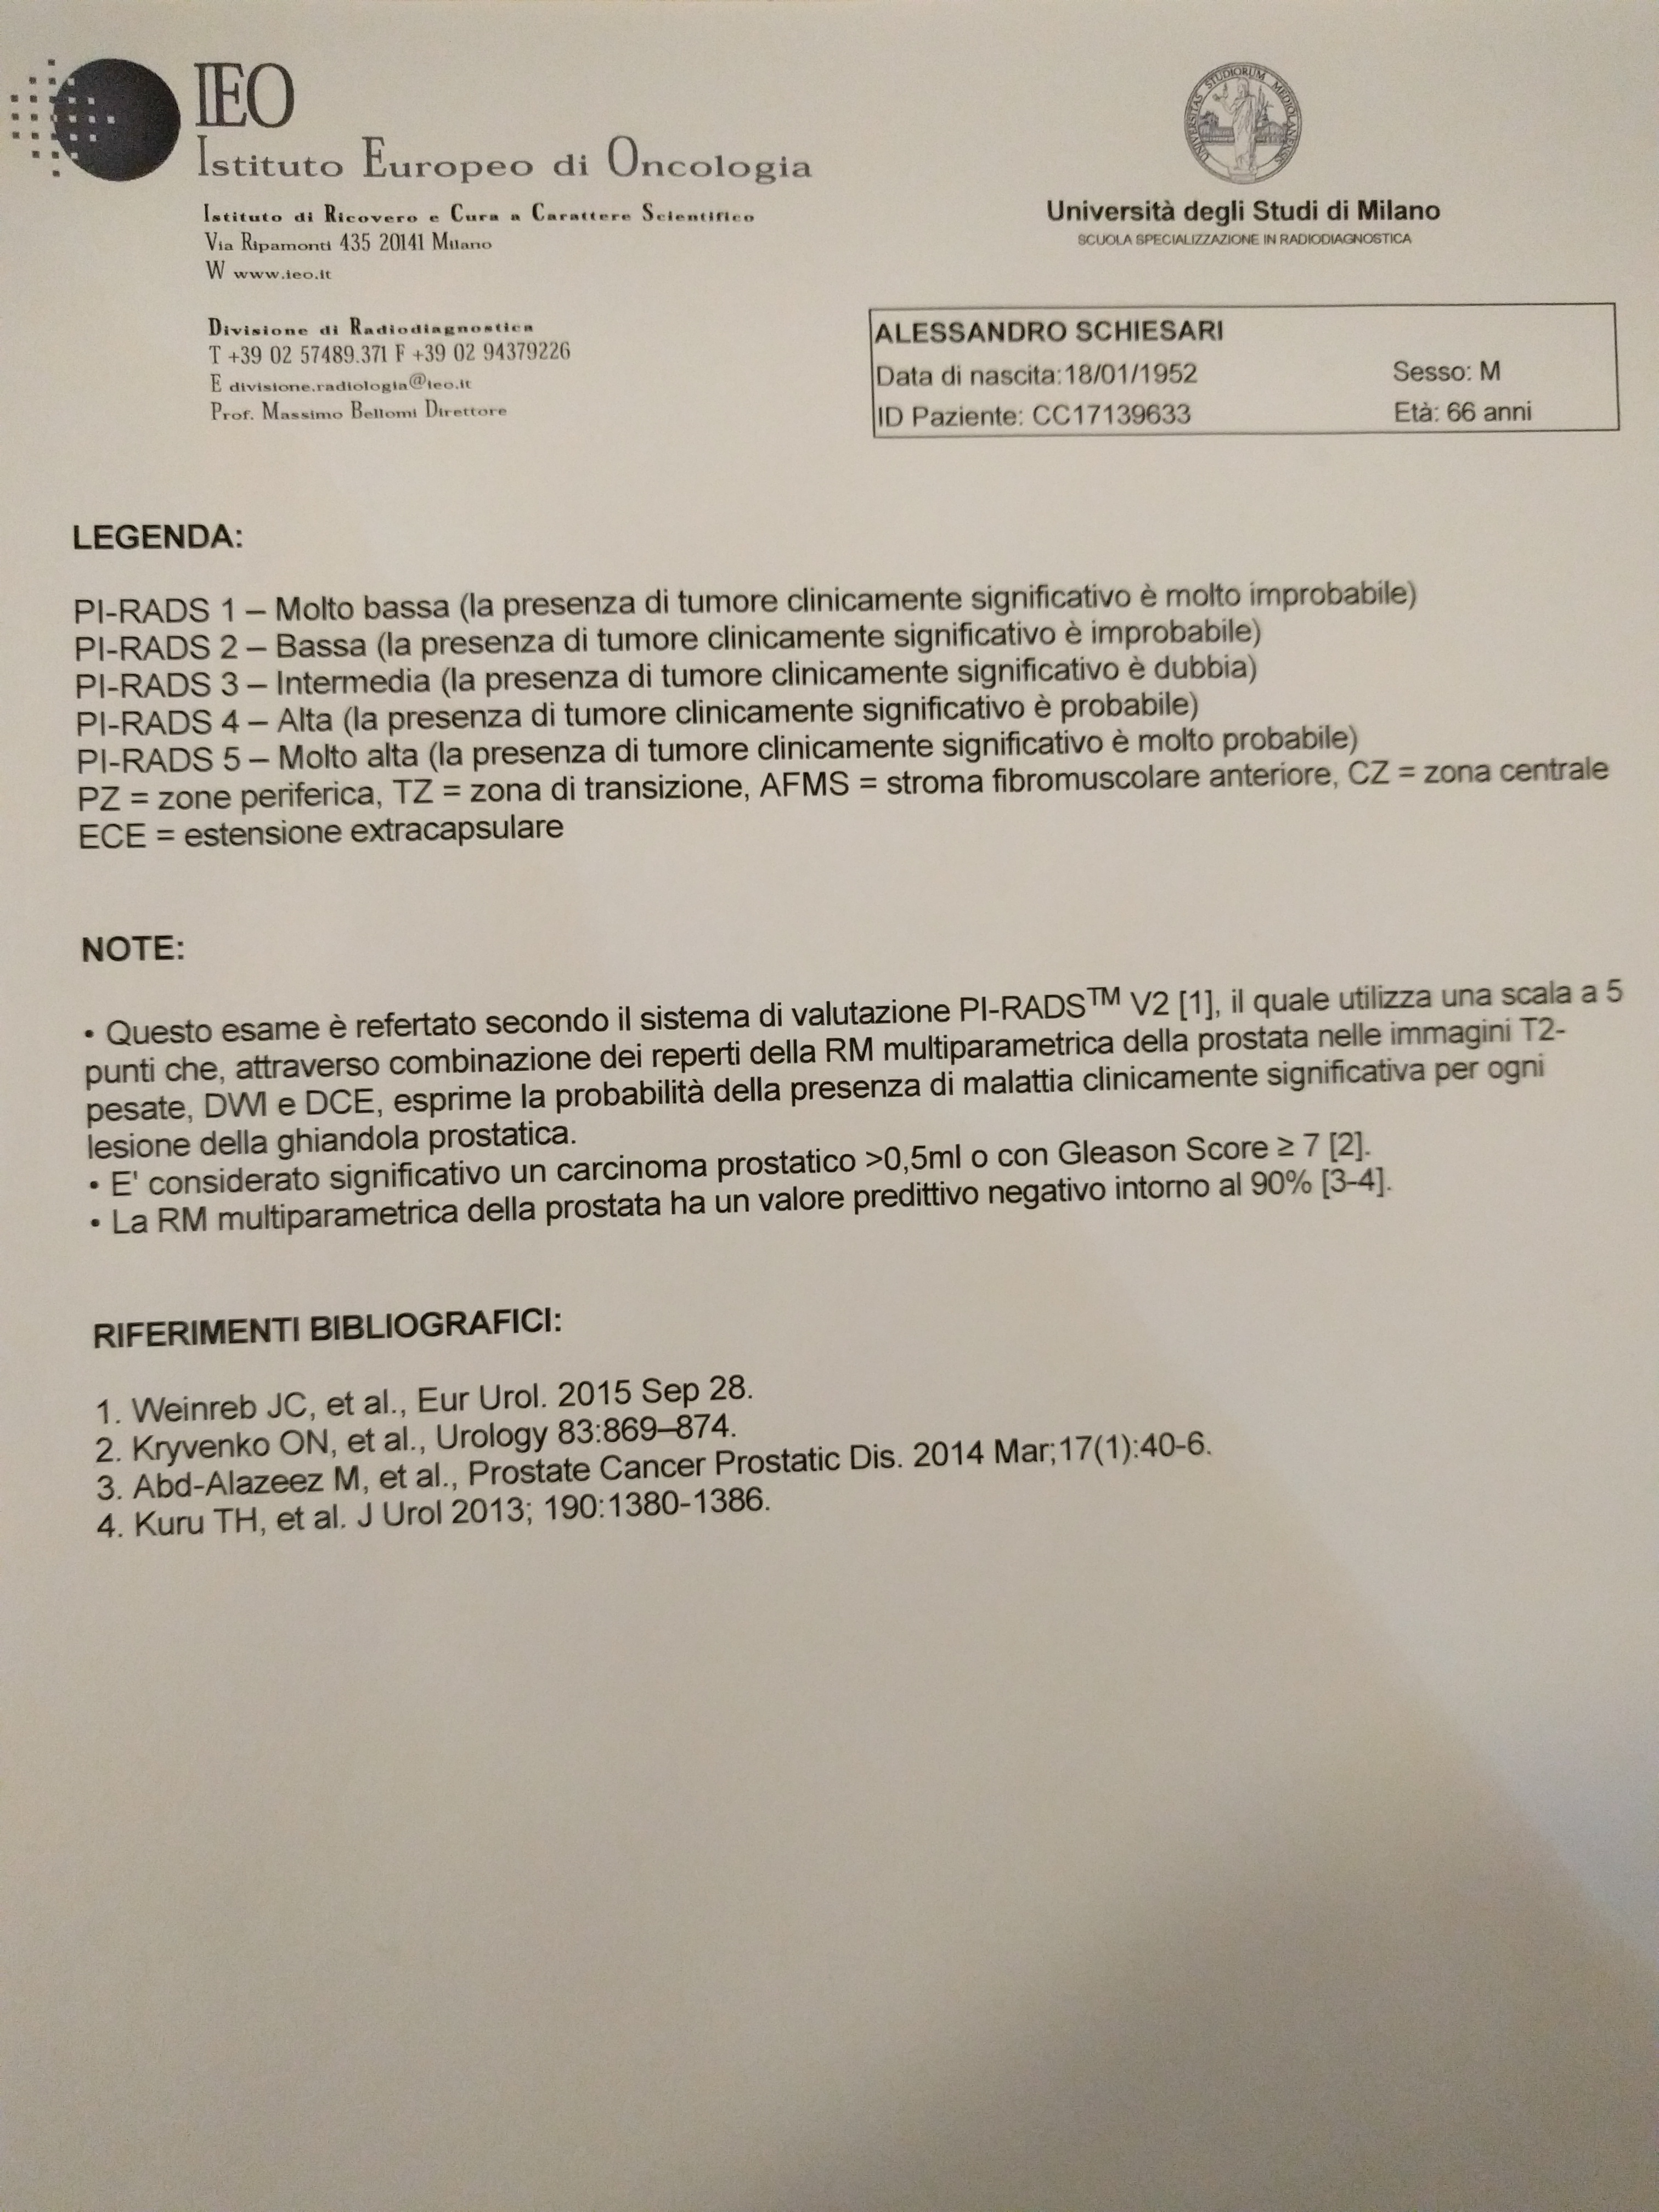 IEO
Istituto Europeo di Oncologia
Istituto di Ricovero e Cura a Carattere Scientifico
Via Ripamonti 435 20141 Milano
W www.ieo.it
Divisione di Radiodiagnostica
T +39 02 57489.371 F +39 02 94379226
E divisione.radiologia@ieo.it
Prof. Massimo Bellomi Direttore
UNIVERSITAS STUDIORUM MEDIOLANENSIS
Università degli Studi di Milano
SCUOLA SPECIALIZZAZIONE IN RADIODIAGNOSTICA
ALESSANDRO SCHIESARI
Data di nascita:18/01/1952 Sesso: M
ID Paziente: CC17139633 Età: 66 anni
LEGENDA:
PI-RADS 1 – Molto bassa (la presenza di tumore clinicamente significativo è molto improbabile)
PI-RADS 2 – Bassa (la presenza di tumore clinicamente significativo è improbabile)
PI-RADS 3 – Intermedia (la presenza di tumore clinicamente significativo è dubbia)
PI-RADS 4 – Alta (la presenza di tumore clinicamente significativo è probabile)
PI-RADS 5 – Molto alta (la presenza di tumore clinicamente significativo è molto probabile)
PZ = zone periferica, TZ = zona di transizione, AFMS = stroma fibromuscolare anteriore, CZ = zona centrale
ECE = estensione extracapsulare
NOTE:
• Questo esame è refertato secondo il sistema di valutazione PI-RADS™ V2 [1], il quale utilizza una scala a 5
punti che, attraverso combinazione dei reperti della RM multiparametrica della prostata nelle immagini T2-
pesate, DWI e DCE, esprime la probabilità della presenza di malattia clinicamente significativa per ogni
lesione della ghiandola prostatica.
• E' considerato significativo un carcinoma prostatico >0,5ml o con Gleason Score ≥ 7 [2].
• La RM multiparametrica della prostata ha un valore predittivo negativo intorno al 90% [3-4].
RIFERIMENTI BIBLIOGRAFICI:
1. Weinreb JC, et al., Eur Urol. 2015 Sep 28.
2. Kryvenko ON, et al., Urology 83:869–874.
3. Abd-Alazeez M, et al., Prostate Cancer Prostatic Dis. 2014 Mar;17(1):40-6.
4. Kuru TH, et al. J Urol 2013; 190:1380-1386.